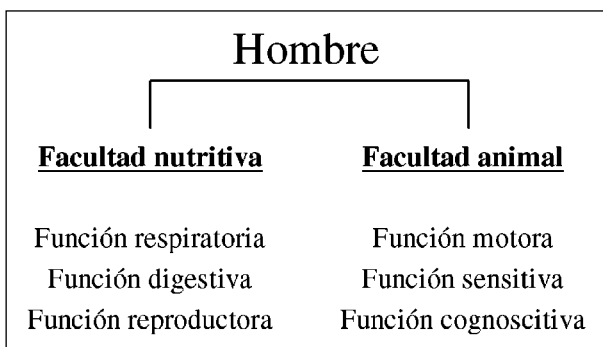 Hombre
Facultad nutritiva
Función respiratoria
Función digestiva
Función reproductora
Facultad animal
Función motora
Función sensitiva
Función cognoscitiva